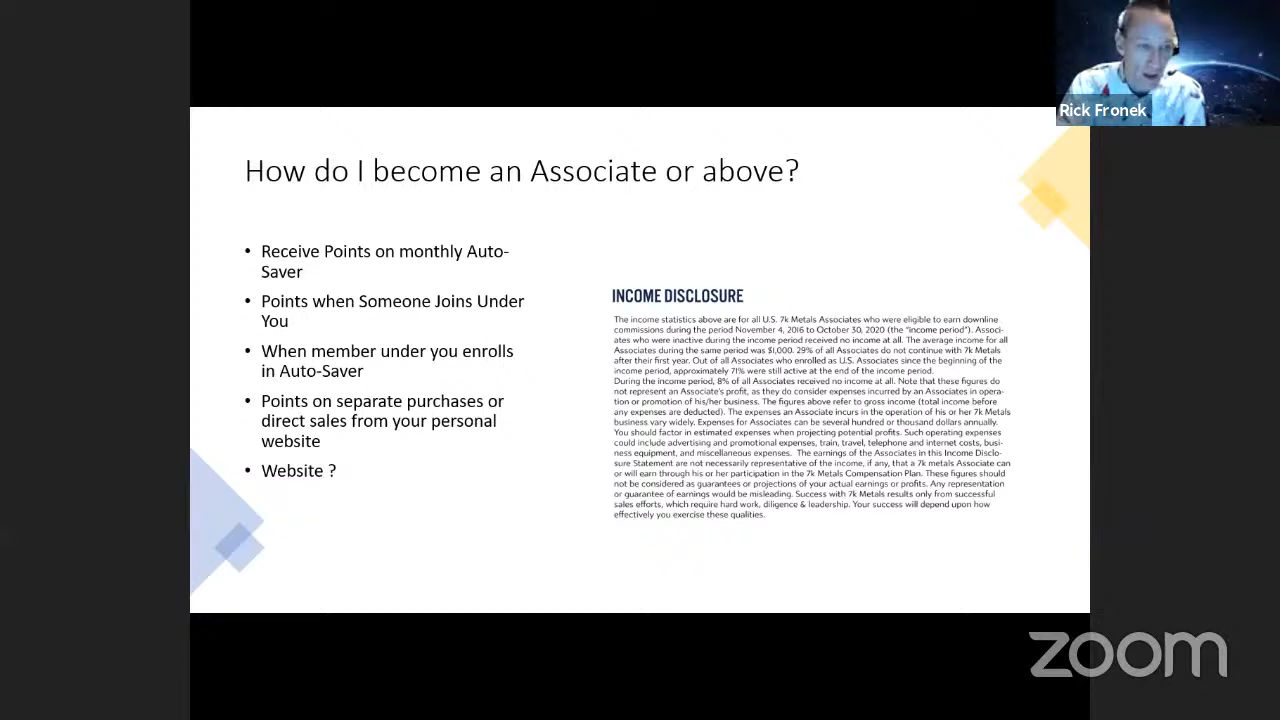 Rick Fronek
How do I become an Associate or above?
• Receive Points on monthly Auto-
Saver
• Points when Someone Joins Under
You
• When member under you enrolls
in Auto-Saver
• Points on separate purchases or
direct sales from your personal
website
• Website ?
INCOME DISCLOSURE
The income statistics above are for all U.S. 7k Metals Associates who were eligible to earn downline
commissions during the period November 4, 2016 to October 30, 2020 (the "income period"). Associ-
ates who were inactive during the income period received no income at all. The average income for all
Associates during the same period was $1,000. 29% of all Associates do not continue with 7k Metals
after their first year. Out of all Associates who enrolled as U.S. Associates since the beginning of the
income period, approximately 71% were still active at the end of the income period.
During the income period, 8% of all Associates received no income at all. Note that these figures do
not represent an Associate's profit, as they do consider expenses incurred by an Associates in opera-
tion or promotion of his/her business. The figures above refer to gross income (total income before
any expenses are deducted). The expenses an Associate incurs in the operation of his or her 7k Metals
business vary widely. Expenses for Associates can be several hundred or thousand dollars annually.
You should factor in estimated expenses when projecting potential profits. Such operating expenses
could include advertising and promotional expenses, train, travel, telephone and internet costs, busi-
ness equipment, and miscellaneous expenses. The earnings of the Associates in this Income Disclo-
sure Statement are not necessarily representative of the income, if any, that a 7k metals Associate can
or will earn through his or her participation in the 7k Metals Compensation Plan. These figures should
not be considered as guarantees or projections of your actual earnings or profits. Any representation
or guarantee of earnings would be misleading. Success with 7k Metals results only from successful
sales efforts, which require hard work, diligence & leadership. Your success will depend upon how
effectively you exercise these qualities.
zoom